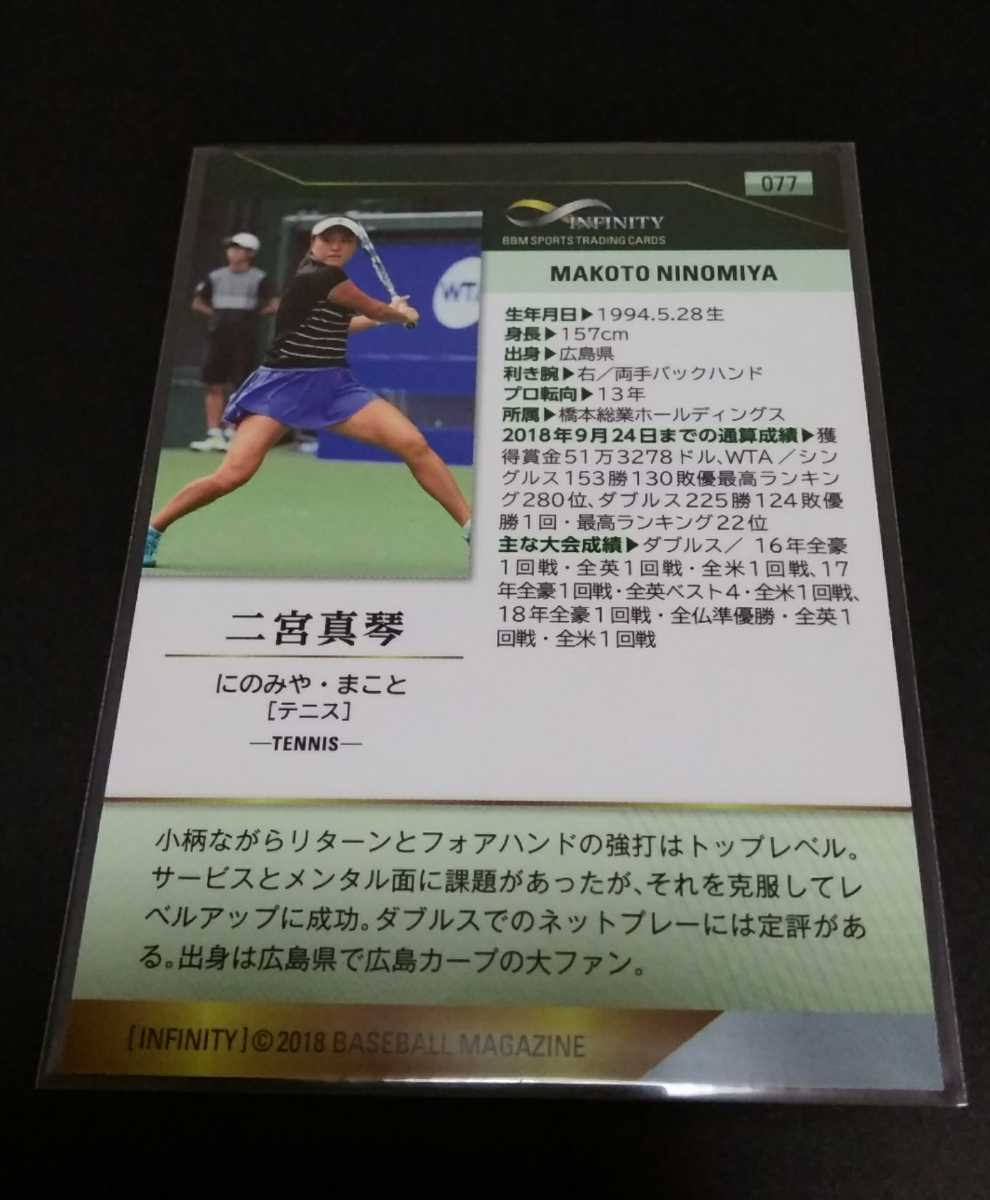 077
INFINITY
BBM SPORTS TRADING CARDS
MAKOTO NINOMIYA
WTA
生年月日▶1994.5.28生
身長▶157cm
出身▶広島県
利き腕▶右／両手バックハンド
プロ転向▶13年
所属▶橋本総業ホールディングス
2018年9月24日までの通算成績▶獲
得賞金51万3278ドル、WTA／シン
グルス153勝130敗優最高ランキン
グ280位、ダブルス225勝124敗優
勝1回・最高ランキング22位
主な大会成績▶ダブルス／ 16年全豪
1回戦・全英1回戦・全米1回戦、17
年全豪1回戦・全英ベスト4・全米1回戦、
18年全豪1回戦・全仏準優勝・全英1
回戦・全米1回戦
二宮真琴
にのみや・まこと
［テニス］
—TENNIS—
小柄ながらリターンとフォアハンドの強打はトップレベル。
サービスとメンタル面に課題があったが、それを克服してレ
ベルアップに成功。ダブルスでのネットプレーには定評があ
る。出身は広島県で広島カープの大ファン。
[INFINITY]©2018 BASEBALL MAGAZINE